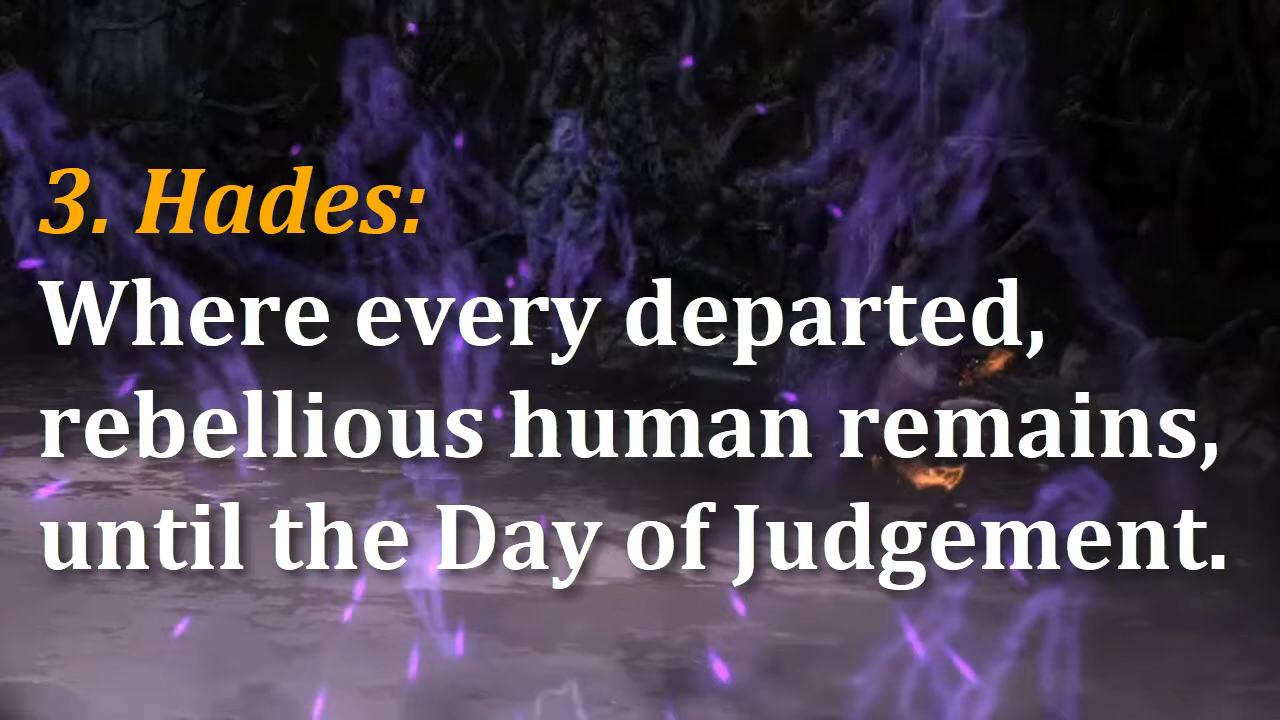 3. Hades:
Where every departed,
rebellious human remains,
until the Day of Judgement.